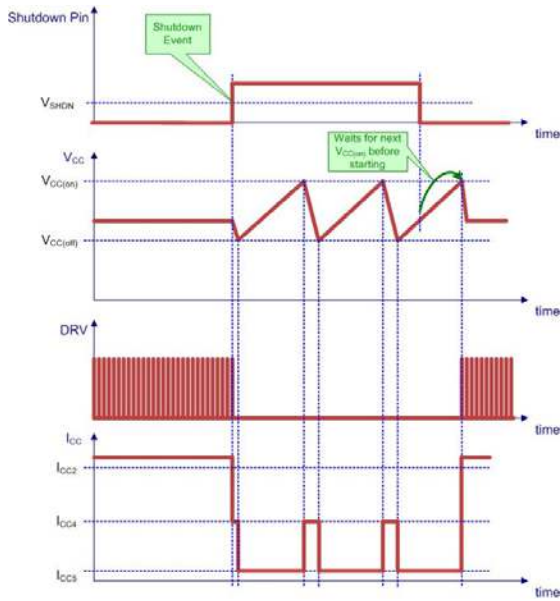 Shutdown Pin
Shutdown
Event
VSHDN
time
VCC
Waits for next
VCC(on) before
starting
VCC(on)
VCC(off)
time
DRV
time
ICC
ICC2
ICC4
ICC5
time